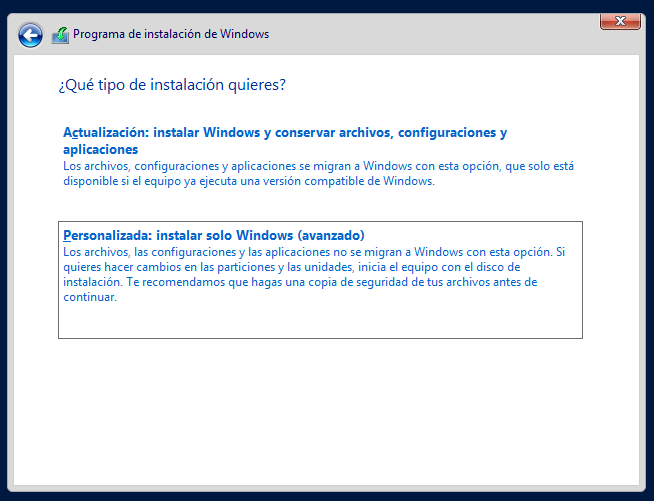 Programa de instalación de Windows
¿Qué tipo de instalación quieres?
Actualización: instalar Windows y conservar archivos, configuraciones y
aplicaciones
Los archivos, configuraciones y aplicaciones se migran a Windows con esta opción, que solo está
disponible si el equipo ya ejecuta una versión compatible de Windows.
Personalizada: instalar solo Windows (avanzado)
Los archivos, las configuraciones y las aplicaciones no se migran a Windows con esta opción. Si
quieres hacer cambios en las particiones y las unidades, inicia el equipo con el disco de
instalación. Te recomendamos que hagas una copia de seguridad de tus archivos antes de
continuar.